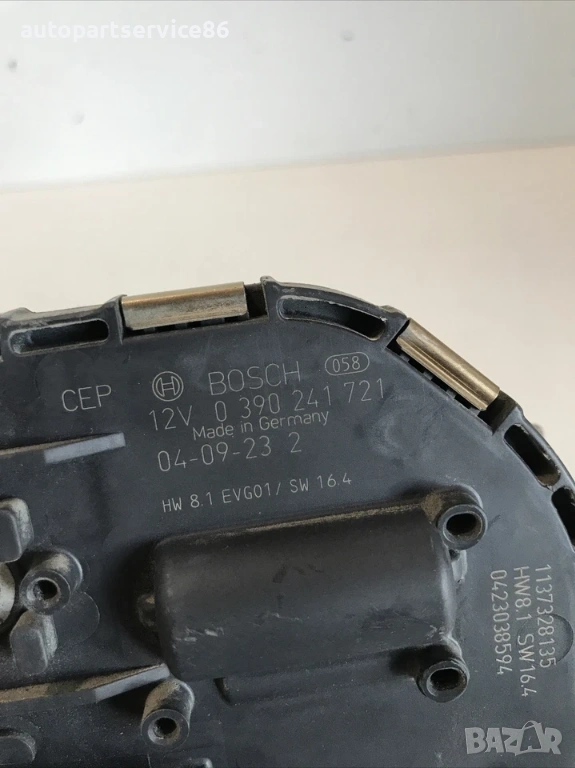 autopartservice86
CEP BOSCH 058
12V 0 390 241 721
Made in Germany
04-09-23 2
HW 8.1 EVG01/ SW 16.4
1137328135
HW8.1 SW16.4
0423038594
BAZAR